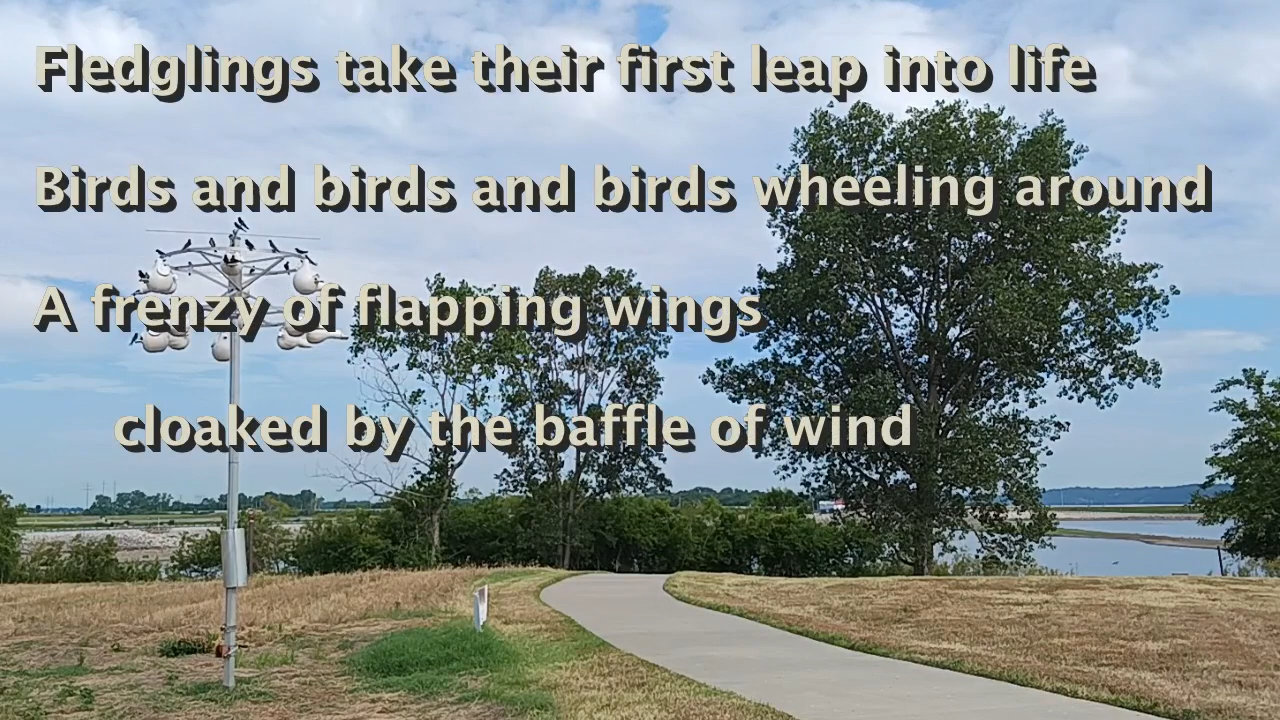 Fledglings take their first leap into life
Birds and birds and birds wheeling around
A frenzy of flapping wings
cloaked by the baffle of wind